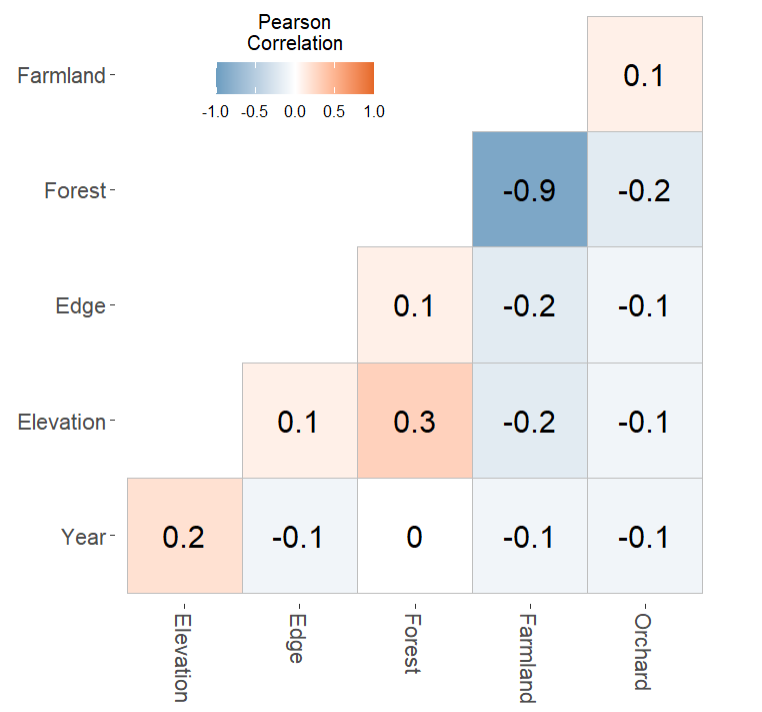 Pearson
Correlation
-1.0 -0.5 0.0 0.5 1.0
Farmland 0.1
Forest -0.9 -0.2
Edge 0.1 -0.2 -0.1
Elevation 0.1 0.3 -0.2 -0.1
Year 0.2 -0.1 0 -0.1 -0.1
Elevation Edge Forest Farmland Orchard